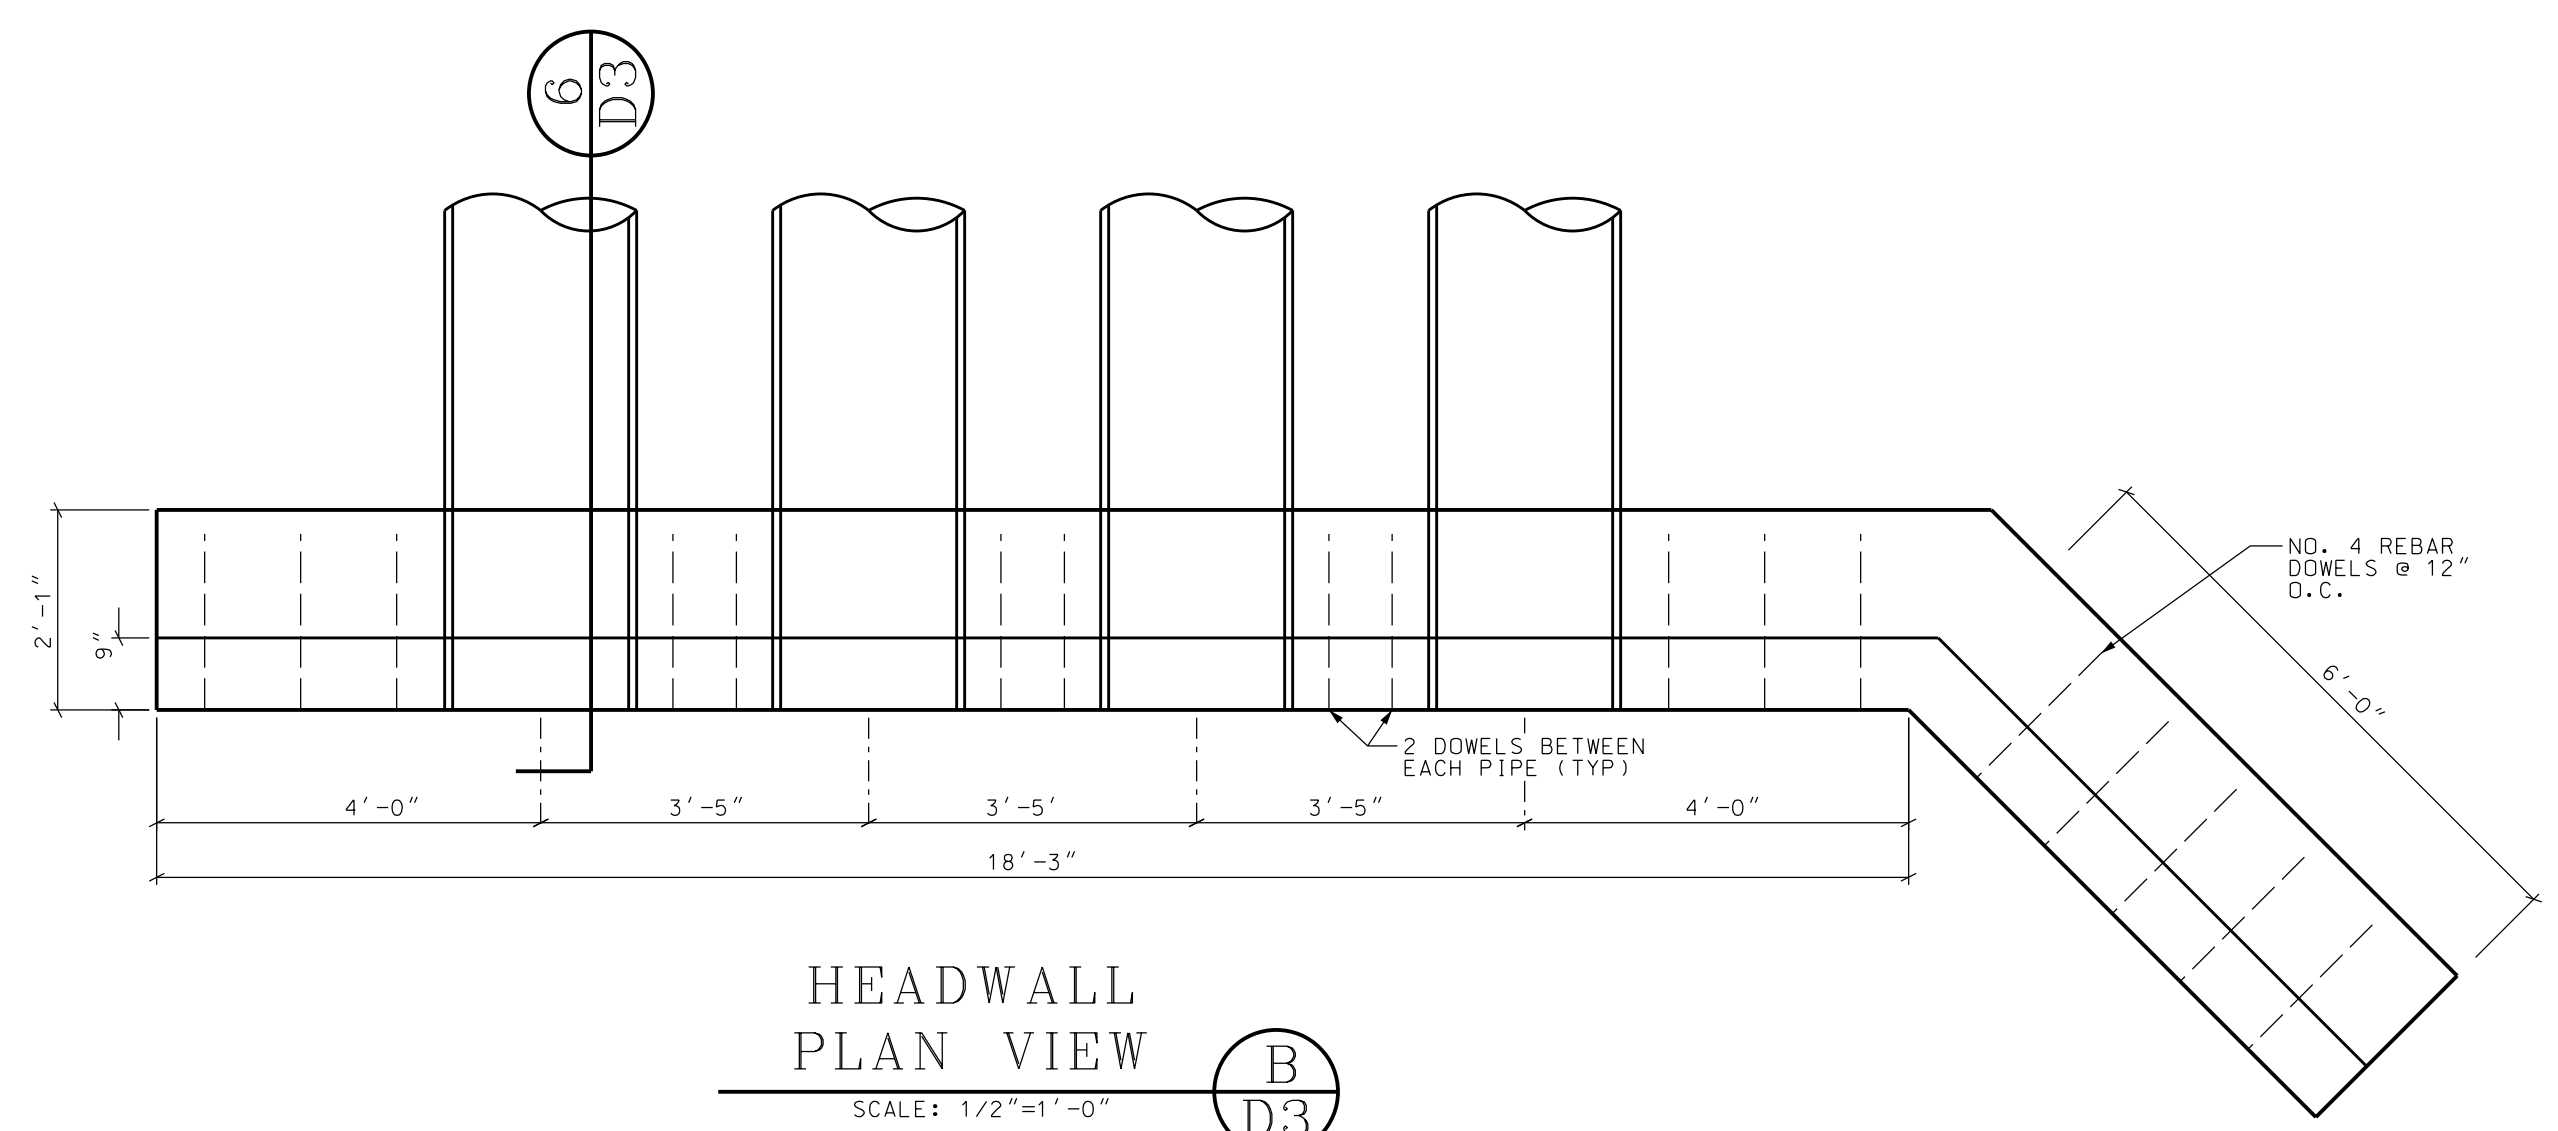 6
D3
NO. 4 REBAR
DOWELS @ 12"
O.C.
2'-1"
9"
6'-0"
2 DOWELS BETWEEN
EACH PIPE (TYP)
4'-0"
3'-5"
3'-5'
3'-5"
4'-0"
18'-3"
HEADWALL
PLAN VIEW
SCALE: 1/2"=1'-0"
B
D3